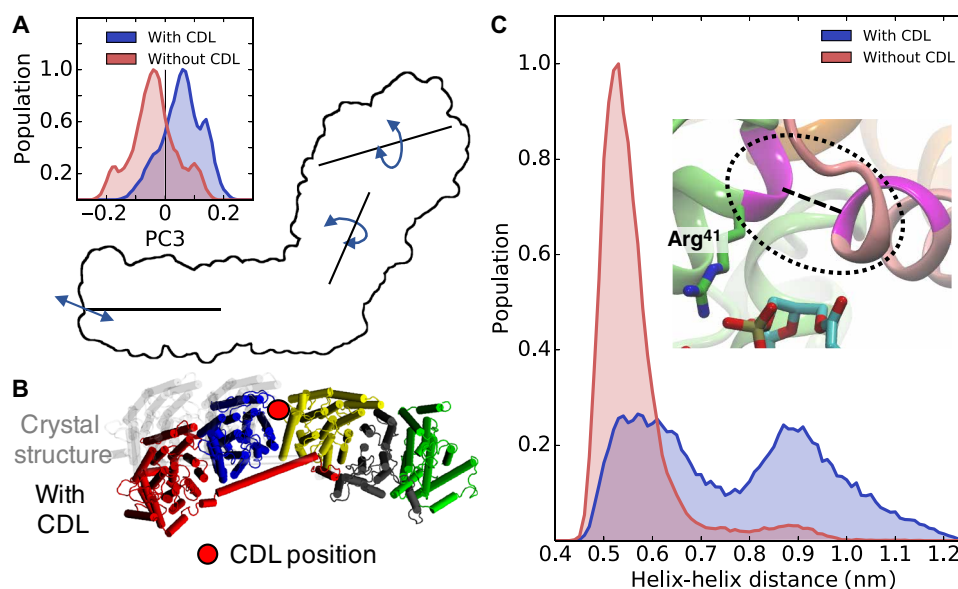 A
With CDL
Without CDL
Population
1.0
0.6
0.2
-0.2
0
0.2
PC3
B
Crystal
structure
With
CDL
CDL position
C
With CDL
Without CDL
Population
1.0
0.8
0.6
0.4
0.2
Arg41
0.4
0.5
0.6
0.7
0.8
0.9
1.0
1.1
1.2
Helix-helix distance (nm)